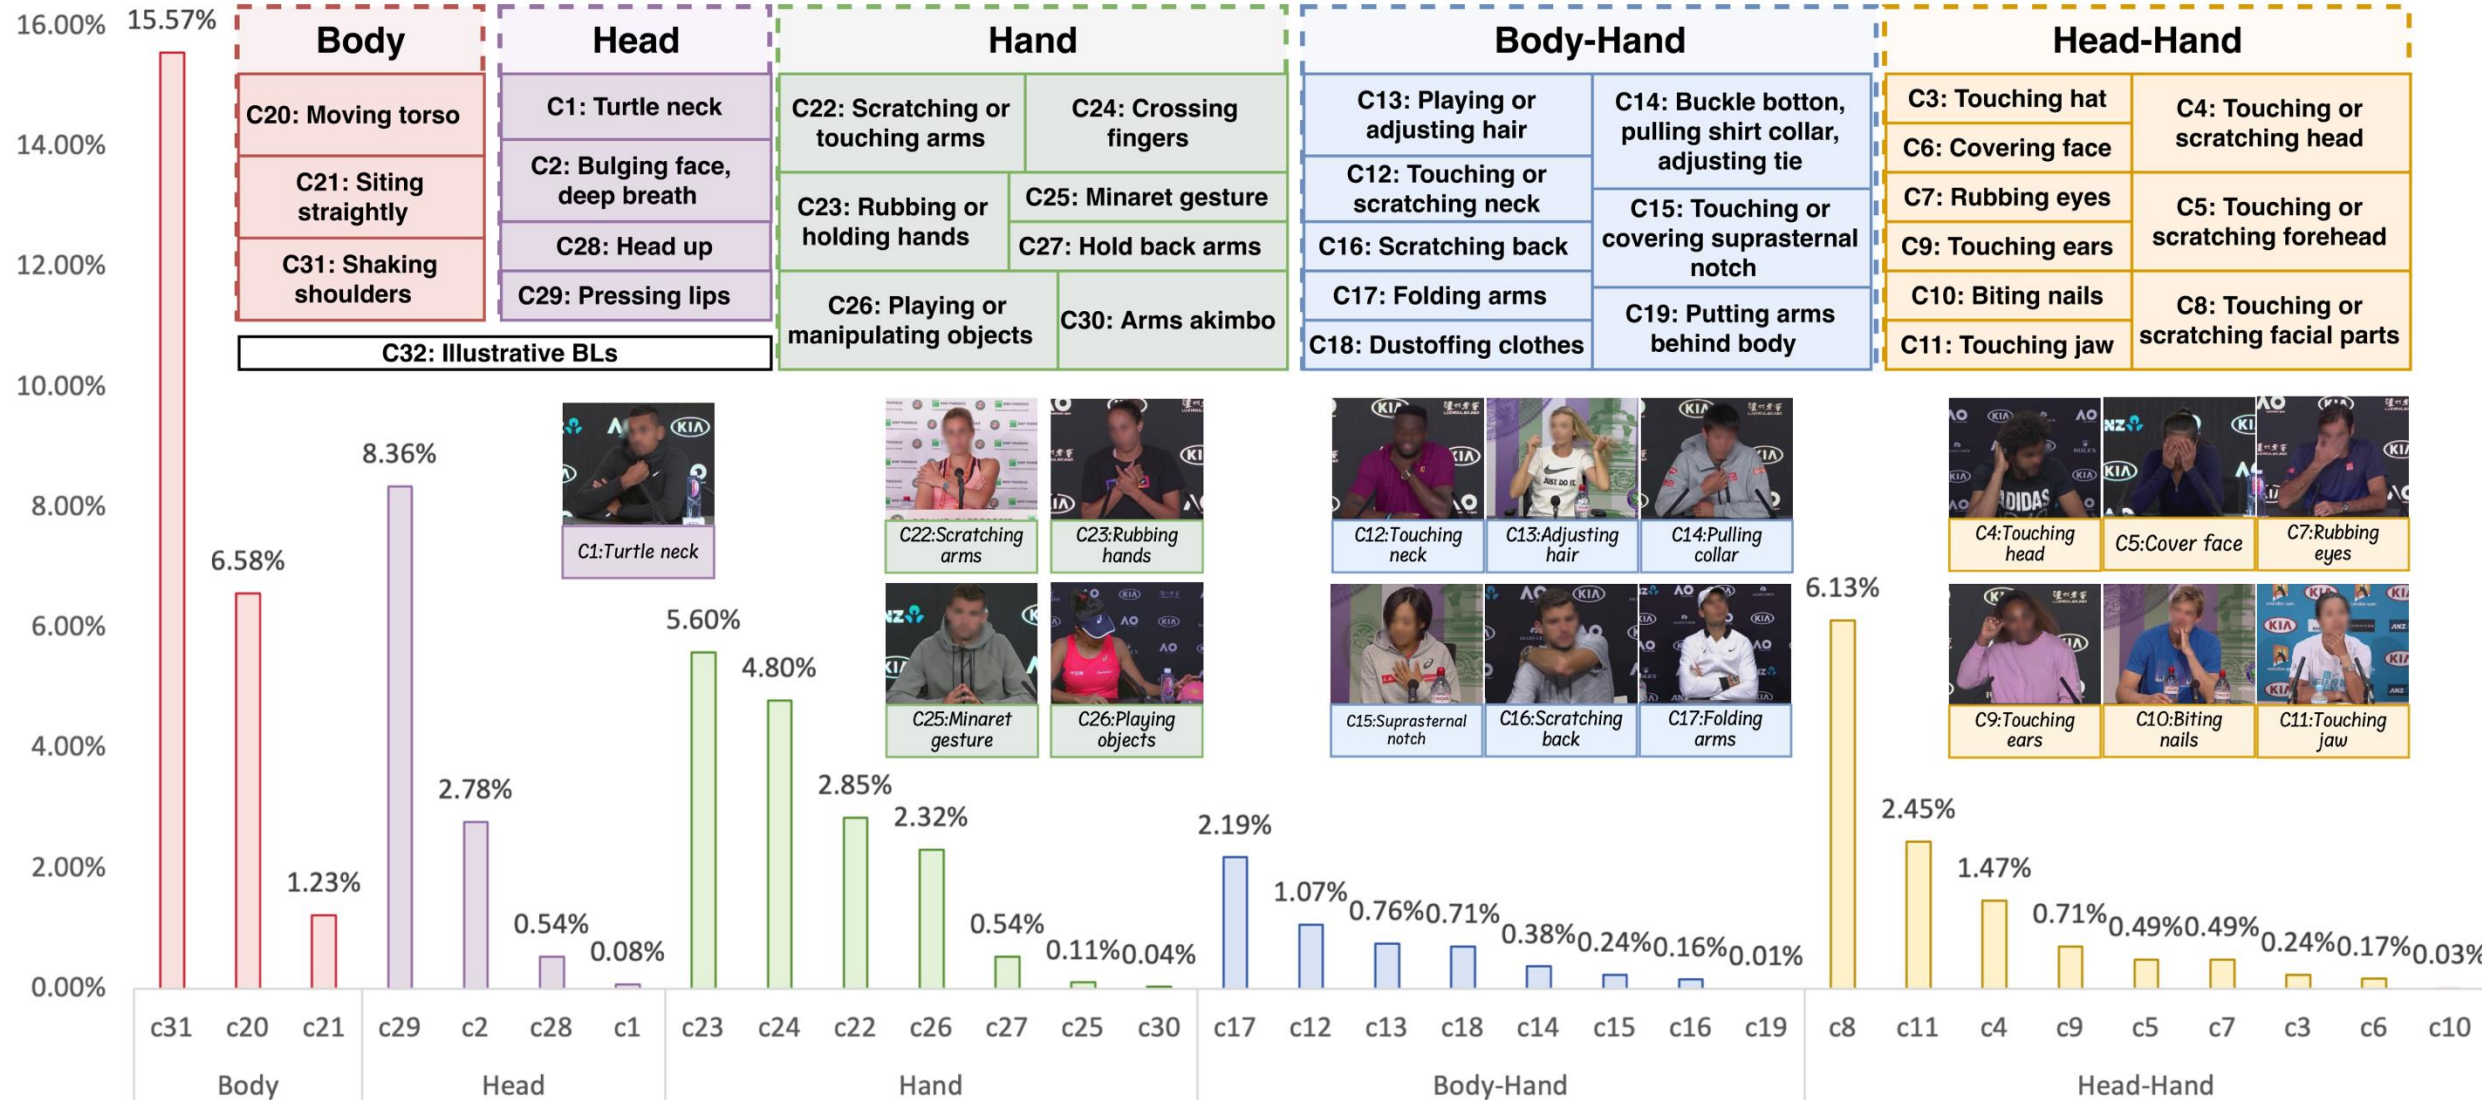 16.00%
14.00%
12.00%
10.00%
8.00%
6.00%
4.00%
2.00%
0.00%
Body
C20: Moving torso
C21: Siting
straightly
C31: Shaking
shoulders
Head
C1: Turtle neck
C2: Bulging face,
deep breath
C28: Head up
C29: Pressing lips
C32: Illustrative BLs
Hand
C22: Scratching or
touching arms
C24: Crossing
fingers
C23: Rubbing or
holding hands
C25: Minaret gesture
C27: Hold back arms
C26: Playing or
manipulating objects
C30: Arms akimbo
Body-Hand
C13: Playing or
adjusting hair
C12: Touching or
scratching neck
C16: Scratching back
C17: Folding arms
C18: Dustoffing clothes
C14: Buckle botton,
pulling shirt collar,
adjusting tie
C15: Touching or
covering suprasternal
notch
C19: Putting arms
behind body
Head-Hand
C3: Touching hat
C6: Covering face
C7: Rubbing eyes
C9: Touching ears
C10: Biting nails
C11: Touching jaw
C4: Touching or
scratching head
C5: Touching or
scratching forehead
C8: Touching or
scratching facial parts
KIA
C1:Turtle neck
C22:Scratching
arms
C23:Rubbing
hands
C25:Minaret
gesture
C26:Playing
objects
C12:Touching
neck
JUST DO IT
C13:Adjusting
hair
C14:Pulling
collar
C15:Suprasternal
notch
C16:Scratching
back
C17:Folding
arms
ADIDAS
C4:Touching
head
C5:Cover face
C7:Rubbing
eyes
C9:Touching
ears
C10:Biting
nails
C11:Touching
jaw
15.57%
6.58%
1.23%
8.36%
2.78%
0.54%
0.08%
5.60%
4.80%
2.85%
2.32%
0.54%
0.11%
0.04%
2.19%
1.07%
0.76%
0.71%
0.38%
0.24%
0.16%
0.01%
6.13%
2.45%
1.47%
0.71%
0.49%
0.49%
0.24%
0.17%
0.03%
c31 c20 c21 c29 c2 c28 c1 c23 c24 c22 c26 c27 c25 c30 c17 c12 c13 c18 c14 c15 c16 c19 c8 c11 c4 c9 c5 c7 c3 c6 c10
Body Head Hand Body-Hand Head-Hand